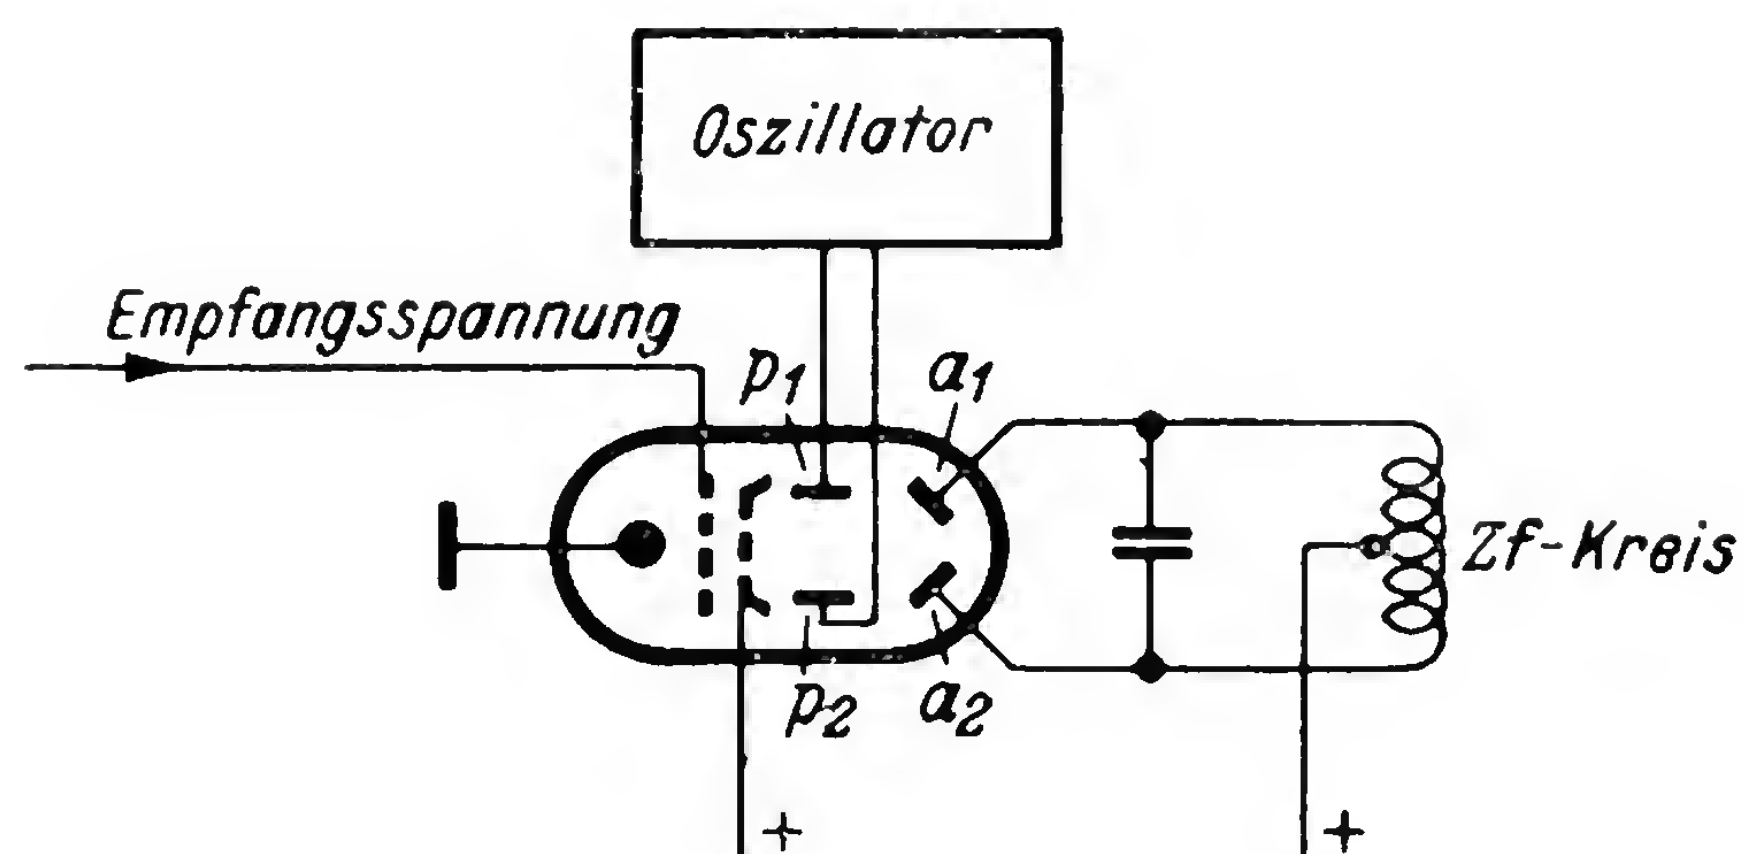 Oszillator
Empfangsspannung
p1
a1
Zf-Kreis
p2
a2
+
+